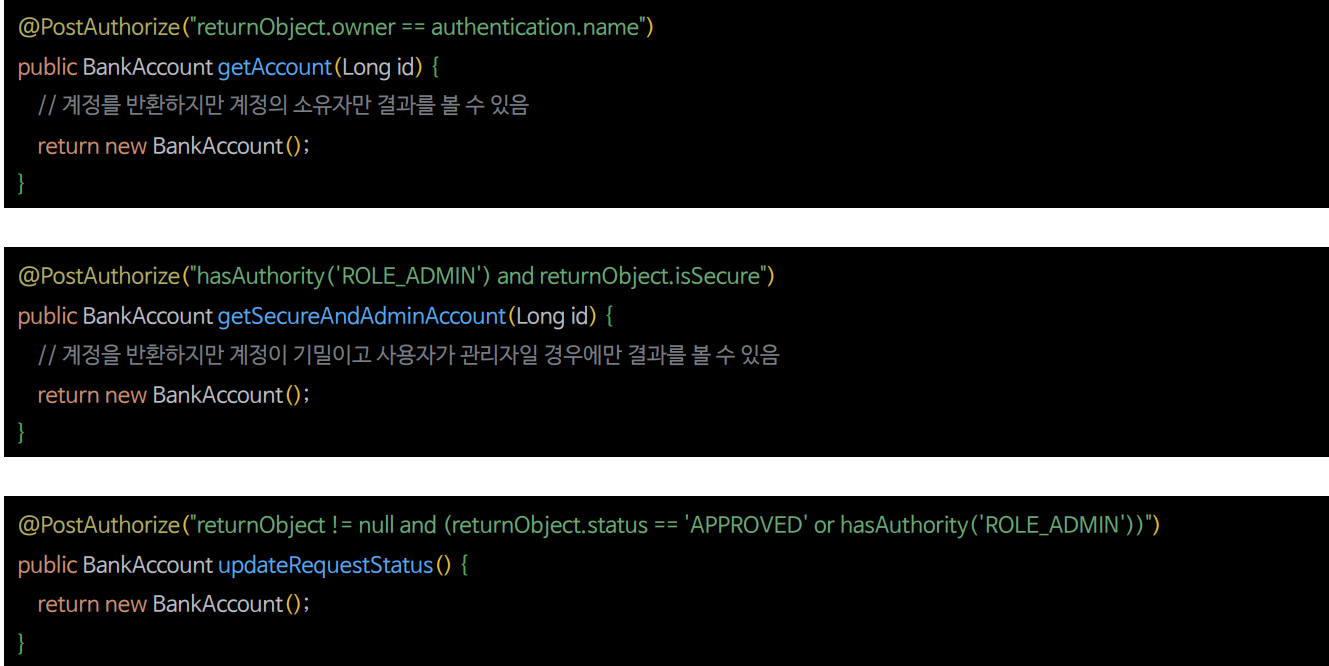 @PostAuthorize("returnObject.owner == authentication.name")
public BankAccount getAccount(Long id) {
// 계정를 반환하지만 계정의 소유자만 결과를 볼 수 있음
return new BankAccount();
}
@PostAuthorize("hasAuthority('ROLE_ADMIN') and returnObject.isSecure")
public BankAccount getSecureAndAdminAccount(Long id) {
// 계정을 반환하지만 계정이 기밀이고 사용자가 관리자일 경우에만 결과를 볼 수 있음
return new BankAccount();
}
@PostAuthorize("returnObject != null and (returnObject.status == 'APPROVED' or hasAuthority('ROLE_ADMIN'))")
public BankAccount updateRequestStatus() {
return new BankAccount();
}